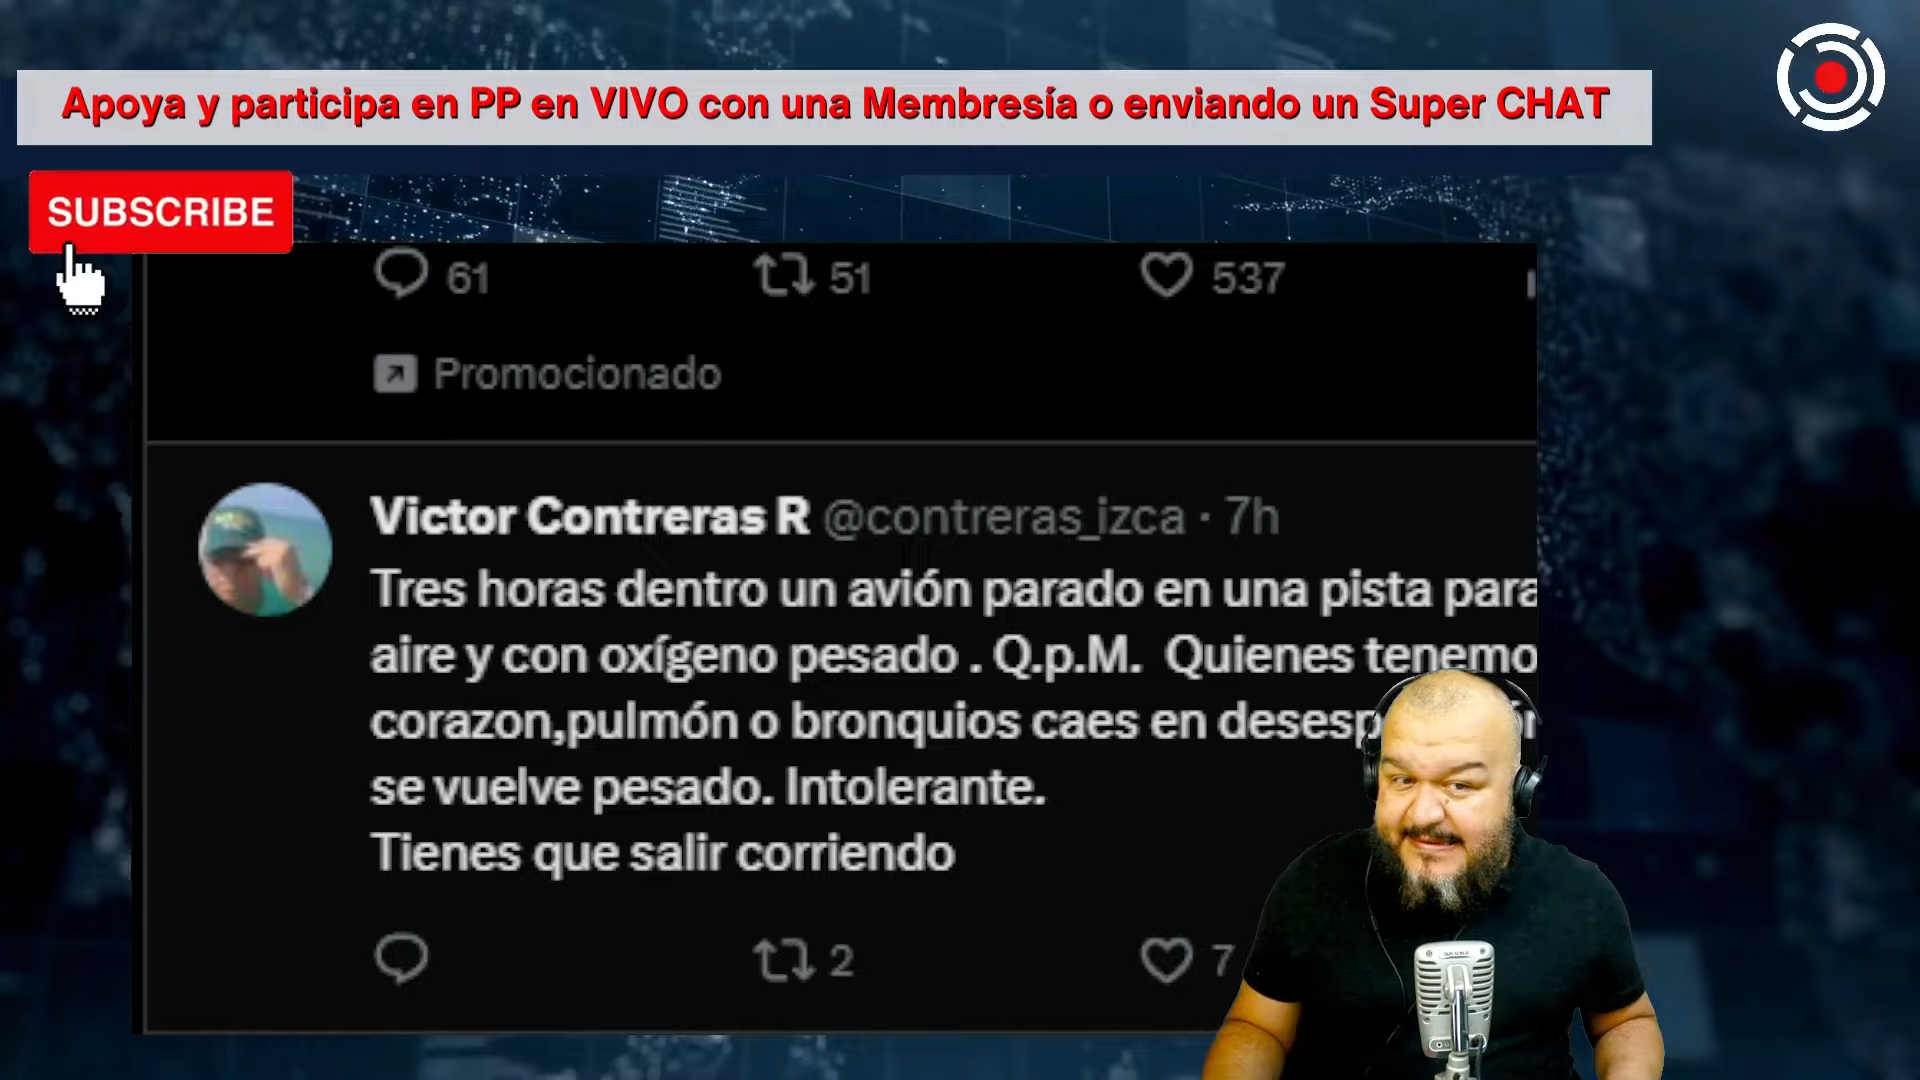 Apoya y participa en PP en VIVO con una Membresía o enviando un Super CHAT
SUBSCRIBE
61 51 537
Promocionado
Victor Contreras R @contreras_izca · 7h
Tres horas dentro un avión parado en una pista para
aire y con oxígeno pesado . Q.p.M. Quienes tenemo
corazon,pulmón o bronquios caes en desesp
se vuelve pesado. Intolerante.
Tienes que salir corriendo
2 7